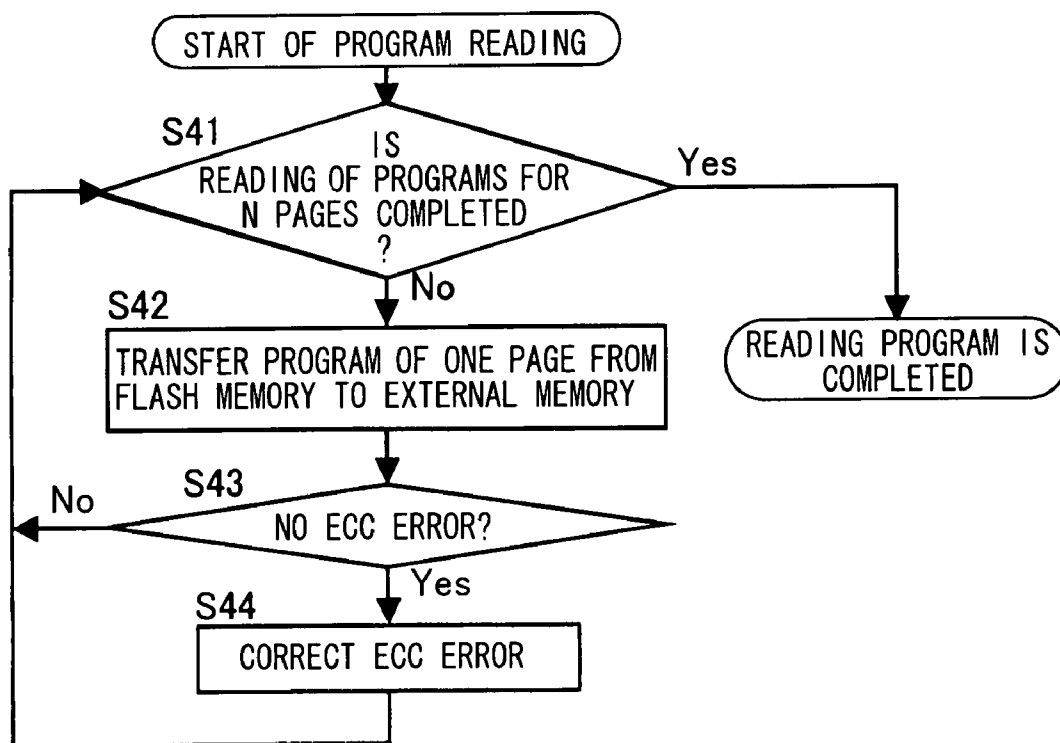 START OF PROGRAM READING
S41
IS
READING OF PROGRAMS FOR
N PAGES COMPLETED
?
Yes
No
S42
TRANSFER PROGRAM OF ONE PAGE FROM
FLASH MEMORY TO EXTERNAL MEMORY
READING PROGRAM IS
COMPLETED
S43
No
NO ECC ERROR?
Yes
S44
CORRECT ECC ERROR